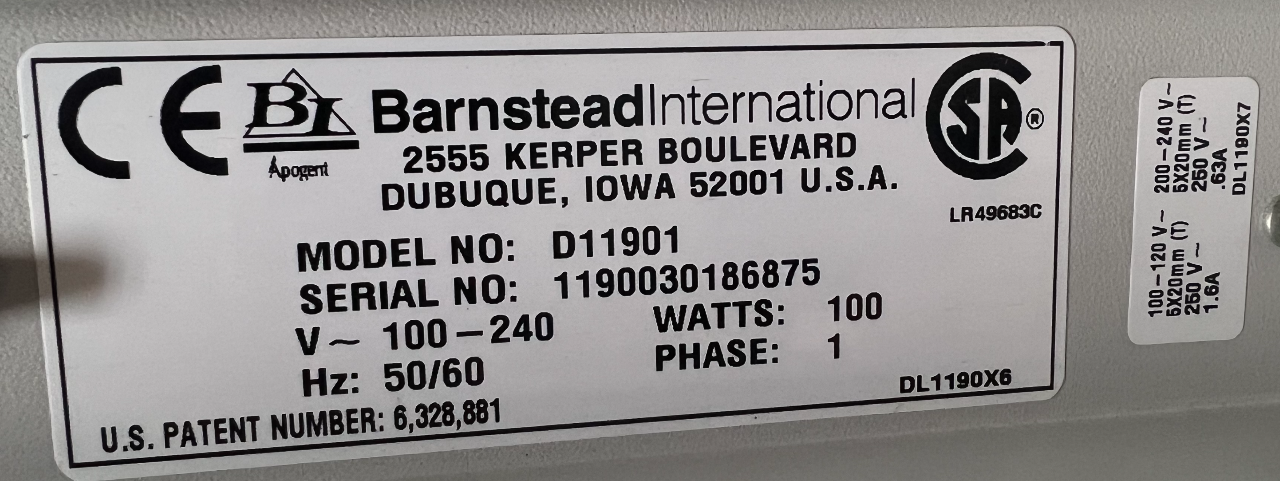 CE
BI
Apogent
BarnsteadInternational
2555 KERPER BOULEVARD
DUBUQUE, IOWA 52001 U.S.A.
SA ®
LR49683C
MODEL NO: D11901
SERIAL NO: 1190030186875
V~ 100-240 WATTS: 100
Hz: 50/60 PHASE: 1
DL1190X6
U.S. PATENT NUMBER: 6,328,881
100-120 V~ 200-240 V~
5X20mm (T) 5X20mm (T)
250 V~ 250 V~
1.6A .63A
DL1190X7